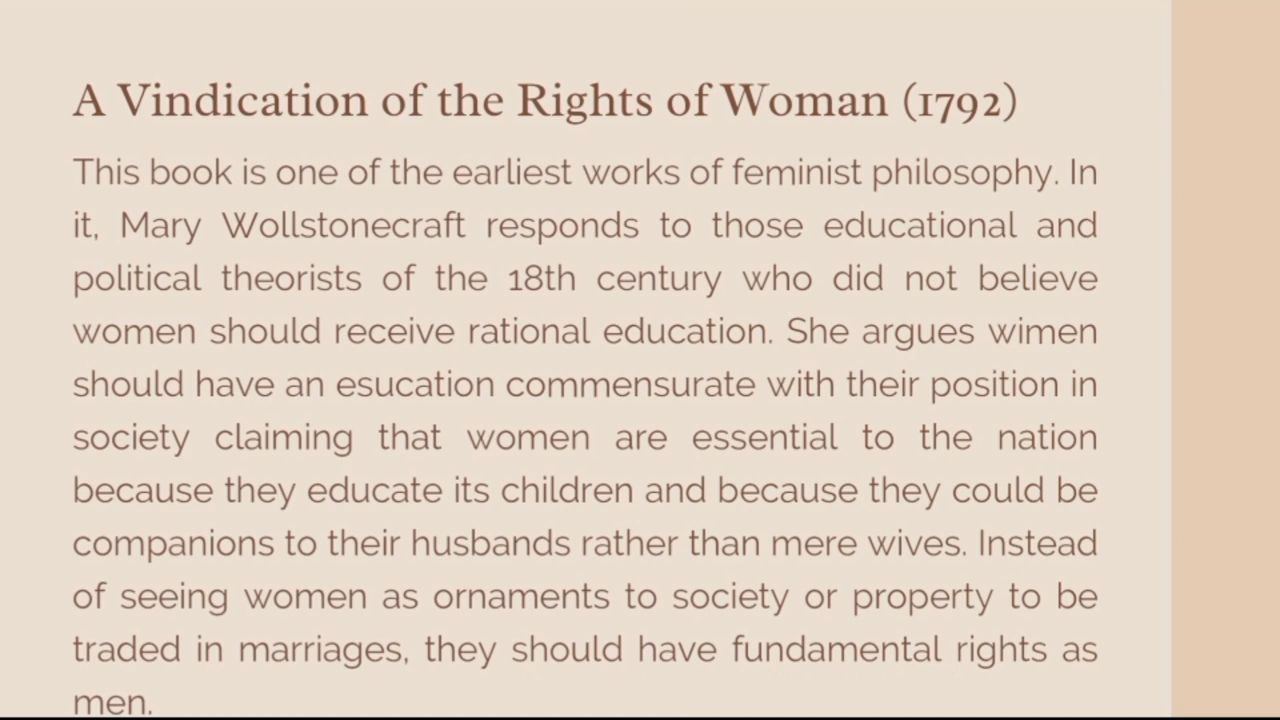 A Vindication of the Rights of Woman (1792)
This book is one of the earliest works of feminist philosophy. In
it, Mary Wollstonecraft responds to those educational and
political theorists of the 18th century who did not believe
women should receive rational education. She argues wimen
should have an esucation commensurate with their position in
society claiming that women are essential to the nation
because they educate its children and because they could be
companions to their husbands rather than mere wives. Instead
of seeing women as ornaments to society or property to be
traded in marriages, they should have fundamental rights as
men.